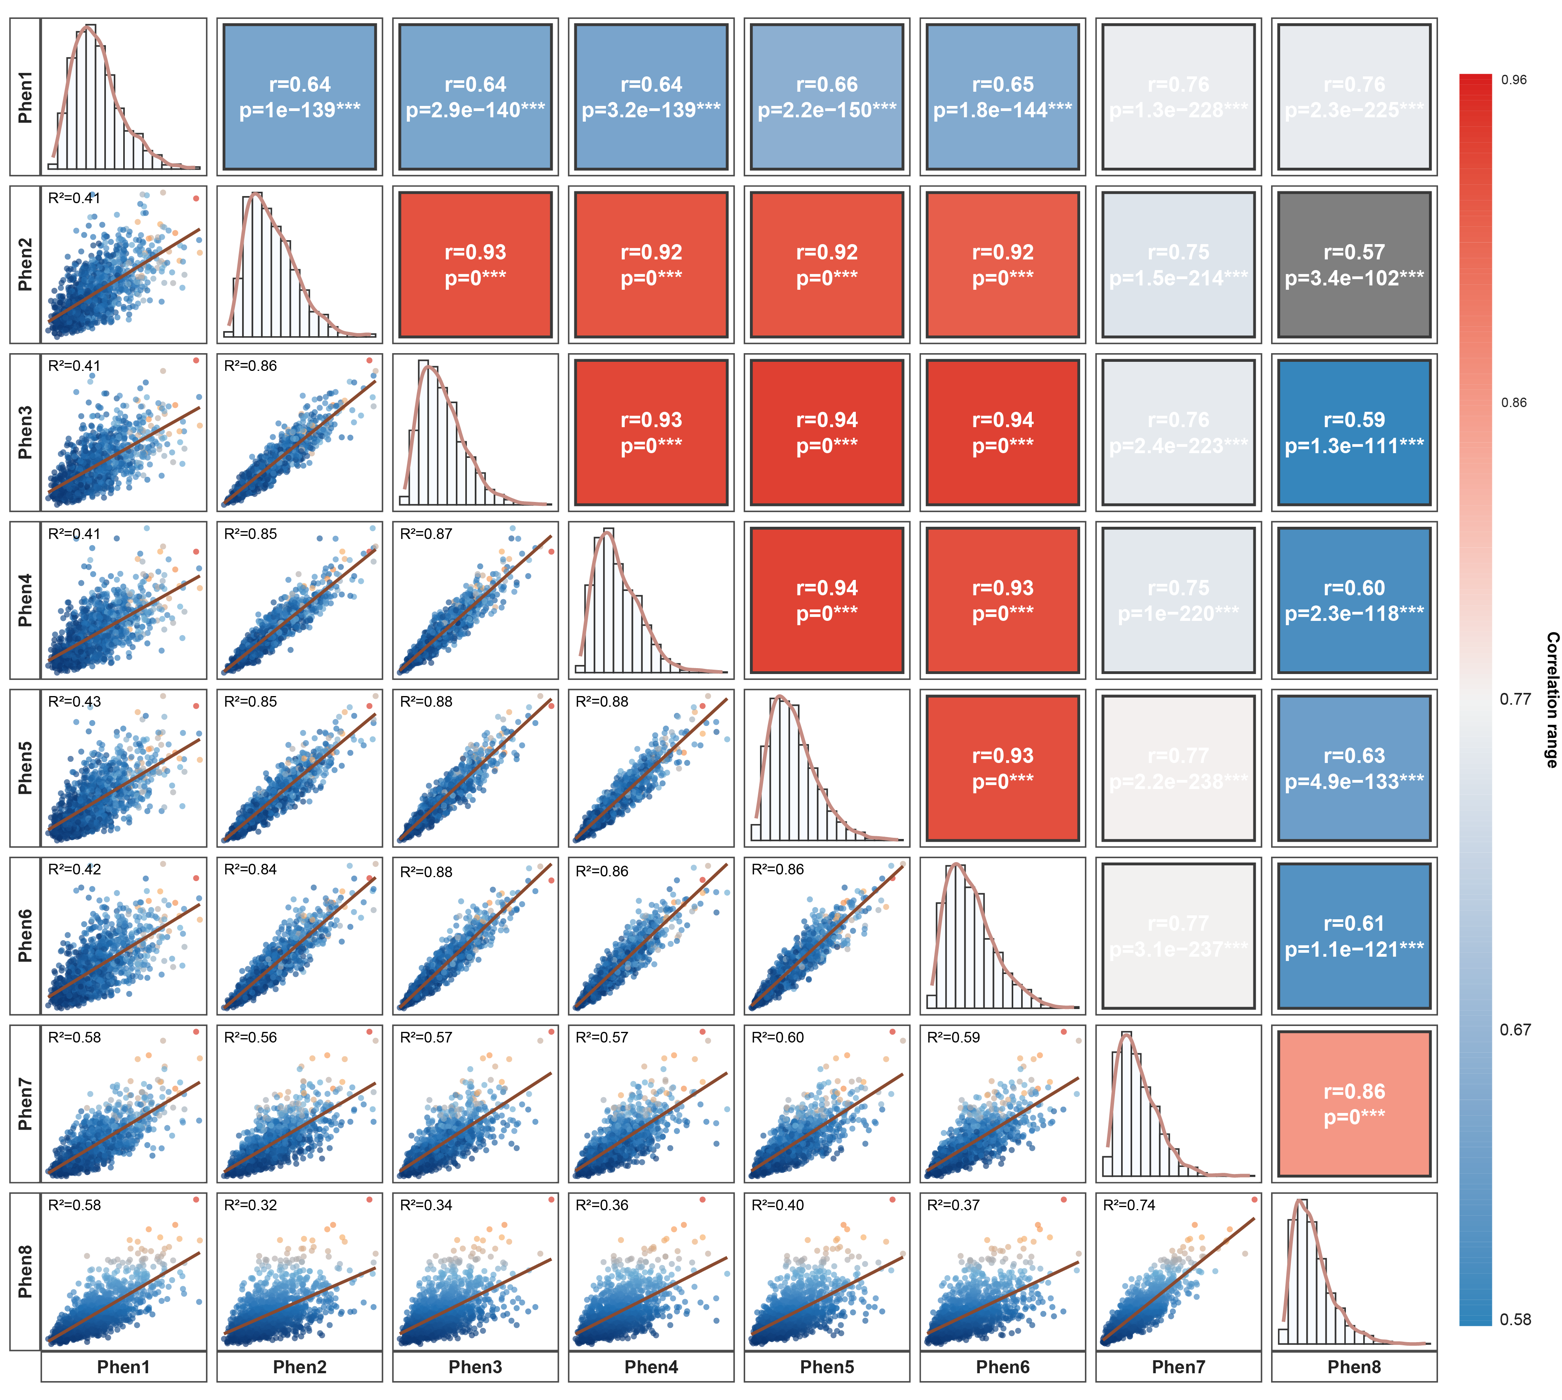 Phen1
r=0.64
p=1e−139***
r=0.64
p=2.9e−140***
r=0.64
p=3.2e−139***
r=0.66
p=2.2e−150***
r=0.65
p=1.8e−144***
r=0.76
p=1.3e−228***
r=0.76
p=2.3e−225***
Phen2
R²=0.41
r=0.93
p=0***
r=0.92
p=0***
r=0.92
p=0***
r=0.92
p=0***
r=0.75
p=1.5e−214***
r=0.57
p=3.4e−102***
Phen3
R²=0.41
R²=0.86
r=0.93
p=0***
r=0.94
p=0***
r=0.94
p=0***
r=0.76
p=2.4e−223***
r=0.59
p=1.3e−111***
Phen4
R²=0.41
R²=0.85
R²=0.87
r=0.94
p=0***
r=0.93
p=0***
r=0.75
p=1e−220***
r=0.60
p=2.3e−118***
Phen5
R²=0.43
R²=0.85
R²=0.88
R²=0.88
r=0.93
p=0***
r=0.77
p=2.2e−238***
r=0.63
p=4.9e−133***
Phen6
R²=0.42
R²=0.84
R²=0.88
R²=0.86
R²=0.86
r=0.77
p=3.1e−237***
r=0.61
p=1.1e−121***
Phen7
R²=0.58
R²=0.56
R²=0.57
R²=0.57
R²=0.60
R²=0.59
r=0.86
p=0***
Phen8
R²=0.58
R²=0.32
R²=0.34
R²=0.36
R²=0.40
R²=0.37
R²=0.74
Phen1
Phen2
Phen3
Phen4
Phen5
Phen6
Phen7
Phen8
0.96
0.86
0.77
0.67
0.58
Correlation range